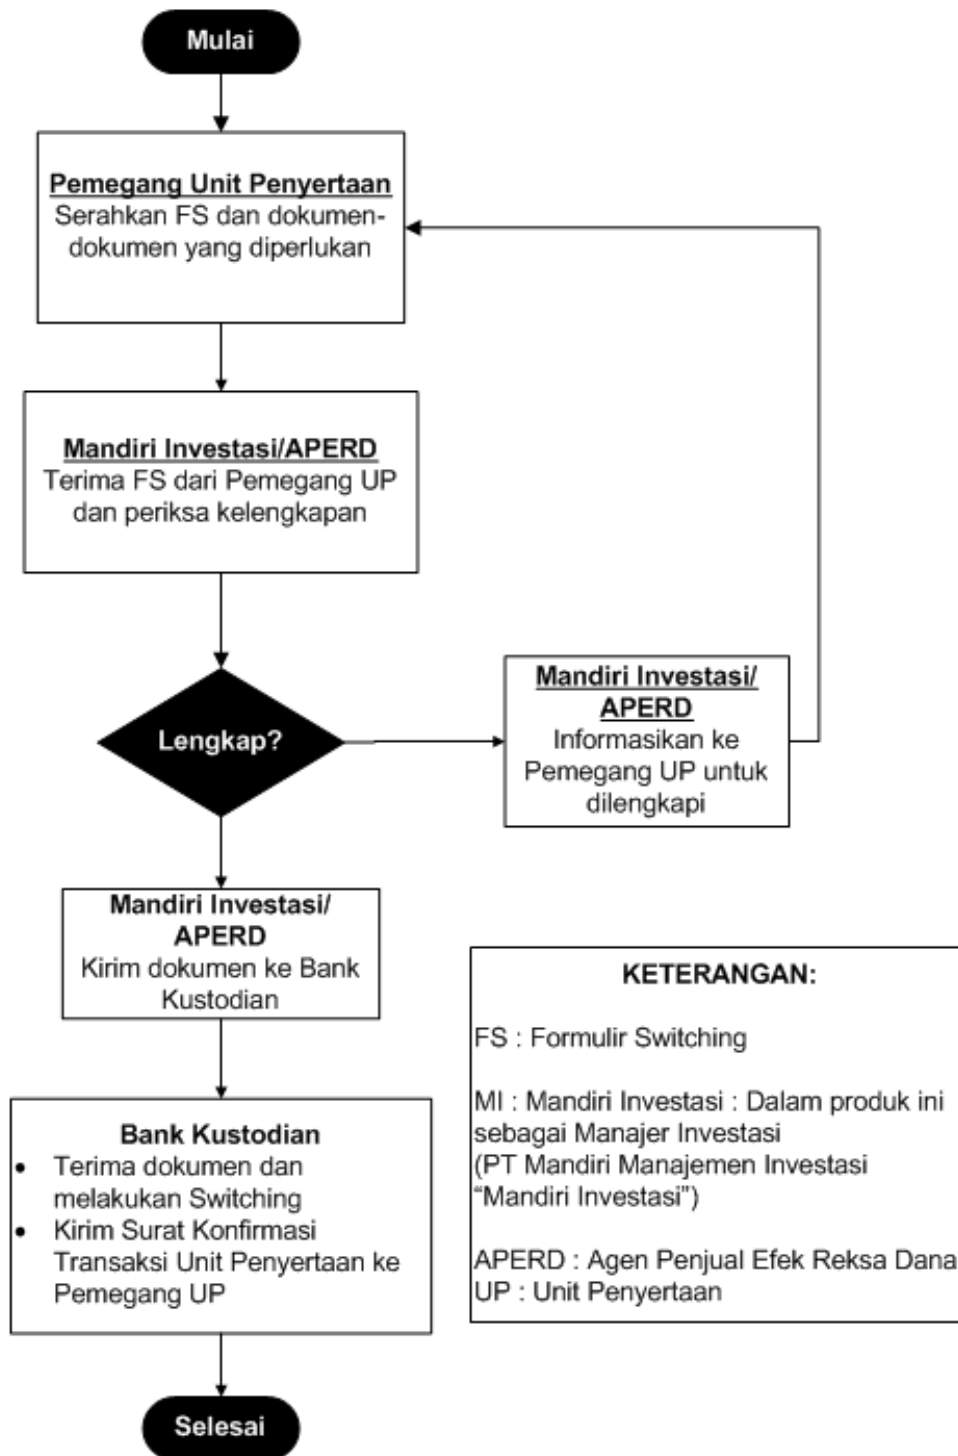 Mulai
Pemegang Unit Penyertaan
Serahkan FS dan dokumen-
dokumen yang diperlukan
Mandiri Investasi/APERD
Terima FS dari Pemegang UP
dan periksa kelengkapan
Lengkap?
Mandiri Investasi/
APERD
Informasikan ke
Pemegang UP untuk
dilengkapi
Mandiri Investasi/
APERD
Kirim dokumen ke Bank
Kustodian
Bank Kustodian
• Terima dokumen dan
melakukan Switching
• Kirim Surat Konfirmasi
Transaksi Unit Penyertaan ke
Pemegang UP
Selesai
KETERANGAN:
FS : Formulir Switching
MI : Mandiri Investasi : Dalam produk ini
sebagai Manajer Investasi
(PT Mandiri Manajemen Investasi
“Mandiri Investasi”)
APERD : Agen Penjual Efek Reksa Dana
UP : Unit Penyertaan